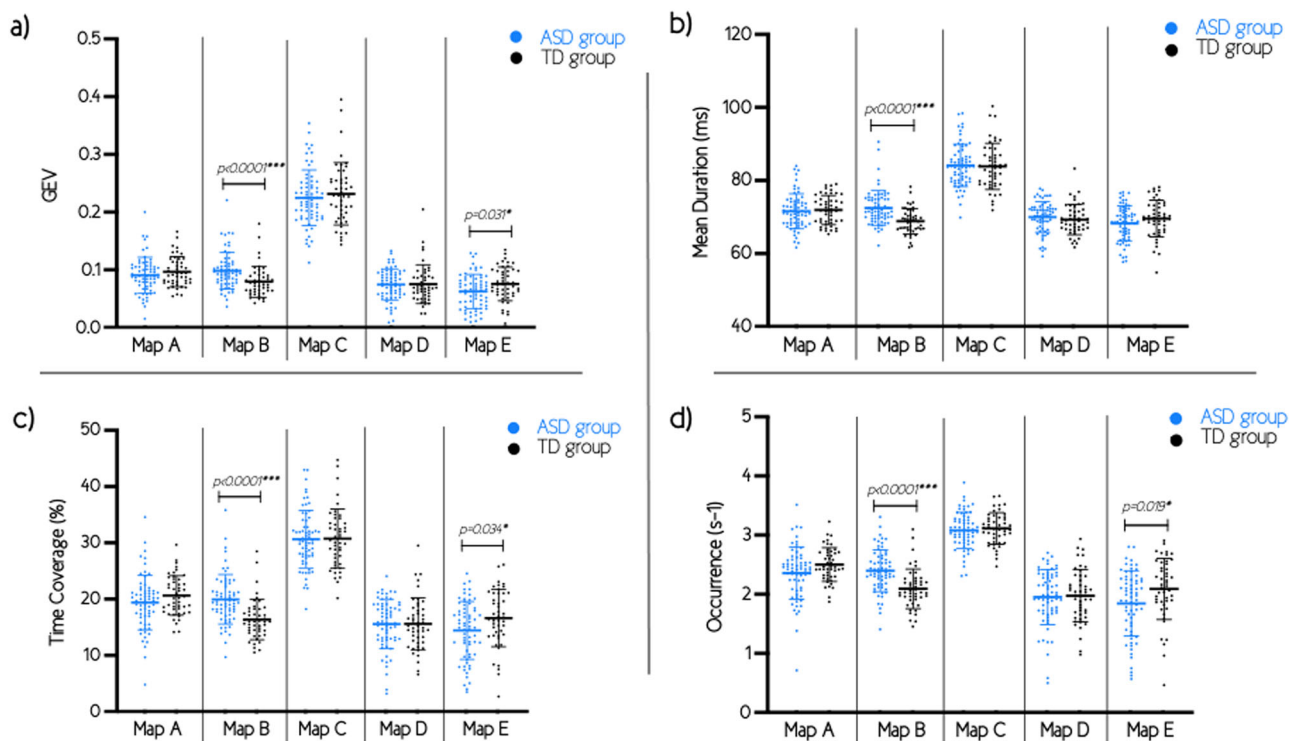 a)
ASD group
TD group
0.5
0.4
0.3
0.2
0.1
0.0
GEV
p<0.0001***
p=0.031*
Map A
Map B
Map C
Map D
Map E
b)
ASD group
TD group
120
100
80
60
40
Mean Duration (ms)
p<0.0001***
Map A
Map B
Map C
Map D
Map E
c)
ASD group
TD group
50
40
30
20
10
0
Time Coverage (%)
p<0.0001***
p=0.034*
Map A
Map B
Map C
Map D
Map E
d)
ASD group
TD group
5
4
3
2
1
0
Occurrence (s-1)
p<0.0001***
p=0.019*
Map A
Map B
Map C
Map D
Map E